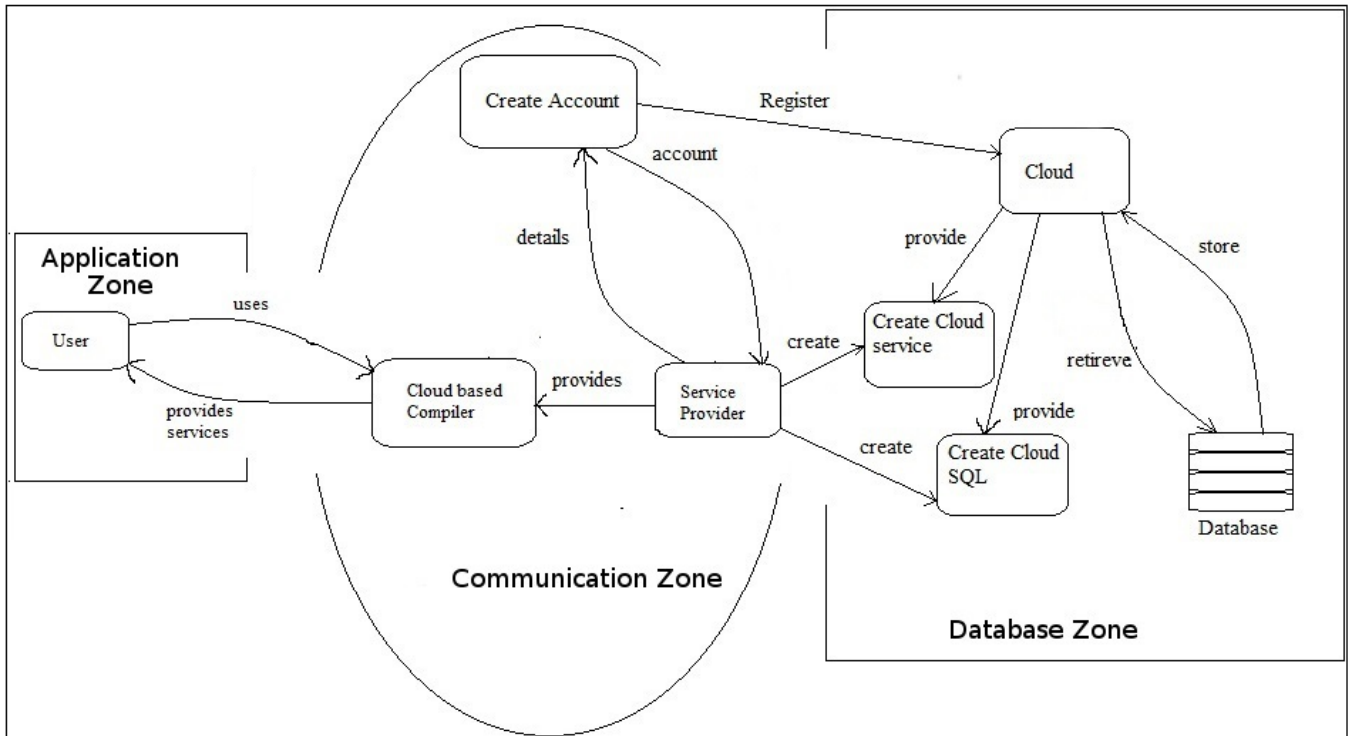 Create Account
Register
account
Cloud
details
provide
store
Application
Zone
uses
User
Create Cloud
service
create
retireve
provides
Cloud based
Compiler
Service
Provider
provides
services
provide
create
Create Cloud
SQL
Database
Communication Zone
Database Zone